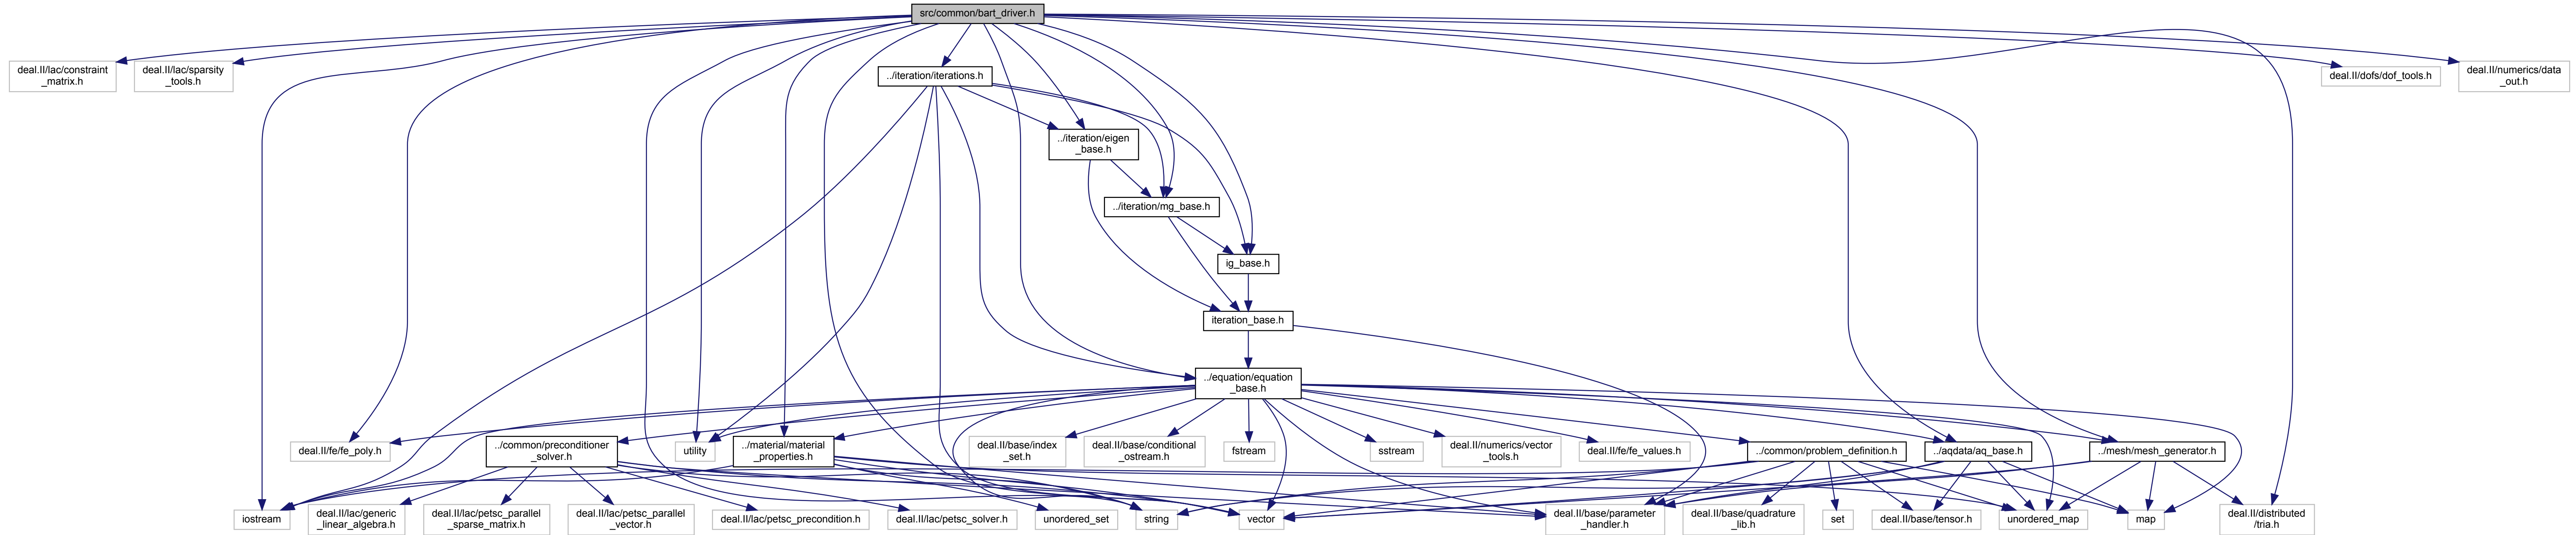 src/common/bart_driver.h
deal.II/lac/constraint
_matrix.h
deal.II/lac/sparsity
_tools.h
../iteration/iterations.h
deal.II/dofs/dof_tools.h
deal.II/numerics/data
_out.h
../iteration/eigen
_base.h
../iteration/mg_base.h
ig_base.h
iteration_base.h
../equation/equation
_base.h
deal.II/fe/fe_poly.h
../common/preconditioner
_solver.h
utility
../material/material
_properties.h
deal.II/base/index
_set.h
deal.II/base/conditional
_ostream.h
fstream
sstream
deal.II/numerics/vector
_tools.h
deal.II/fe/fe_values.h
../common/problem_definition.h
../aqdata/aq_base.h
../mesh/mesh_generator.h
iostream
deal.II/lac/generic
_linear_algebra.h
deal.II/lac/petsc_parallel
_sparse_matrix.h
deal.II/lac/petsc_parallel
_vector.h
deal.II/lac/petsc_precondition.h
deal.II/lac/petsc_solver.h
unordered_set
string
vector
deal.II/base/parameter
_handler.h
deal.II/base/quadrature
_lib.h
set
deal.II/base/tensor.h
unordered_map
map
deal.II/distributed
/tria.h